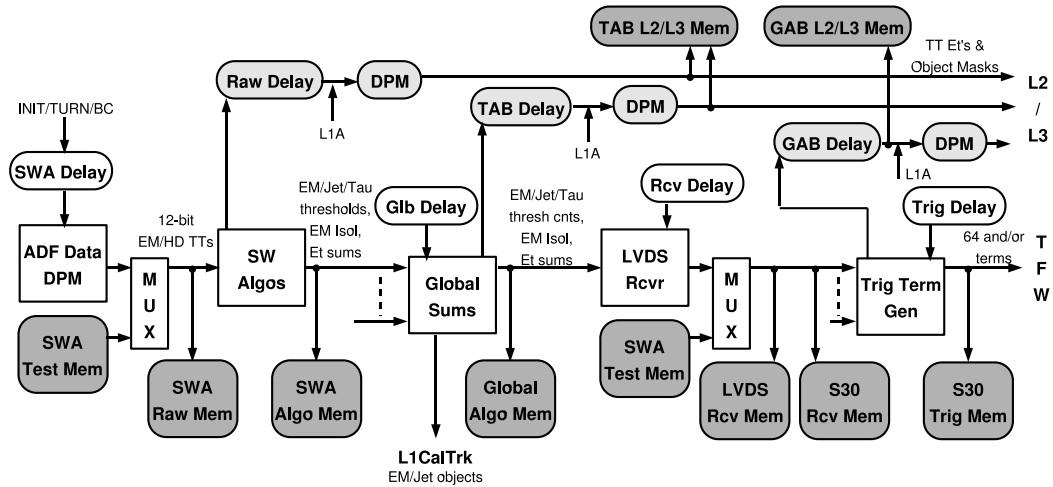 TAB L2/L3 Mem
GAB L2/L3 Mem
TT Et's &
Object Masks
Raw Delay
DPM
L2
/
L3
INIT/TURN/BC
L1A
TAB Delay
DPM
L1A
GAB Delay
DPM
L1A
SWA Delay
EM/Jet/Tau
thresholds,
EM Isol,
Et sums
Glb Delay
EM/Jet/Tau
thresh cnts,
EM Isol,
Et sums
Rcv Delay
Trig Delay
12-bit
EM/HD TTs
64 and/or
terms
ADF Data
DPM
M
U
X
SW
Algos
Global
Sums
LVDS
Rcvr
M
U
X
Trig Term
Gen
T
F
W
SWA
Test Mem
SWA
Raw Mem
SWA
Algo Mem
Global
Algo Mem
SWA
Test Mem
LVDS
Rcv Mem
S30
Rcv Mem
S30
Trig Mem
L1CalTrk
EM/Jet objects